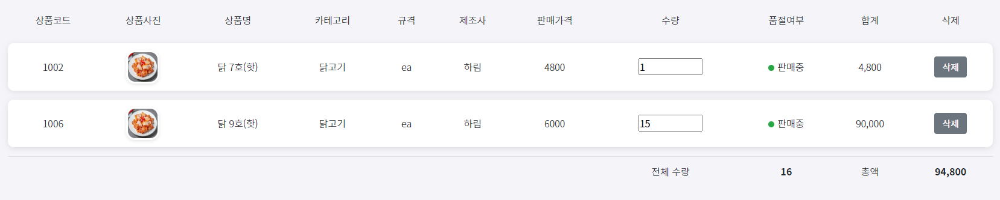 상품코드 상품사진 상품명 카테고리 규격 제조사 판매가격 수량 품절여부 합계 삭제
1002 닭 7호(핫) 닭고기 ea 하림 4800 1 판매중 4,800 삭제
1006 닭 9호(핫) 닭고기 ea 하림 6000 15 판매중 90,000 삭제
전체 수량 16 총액 94,800